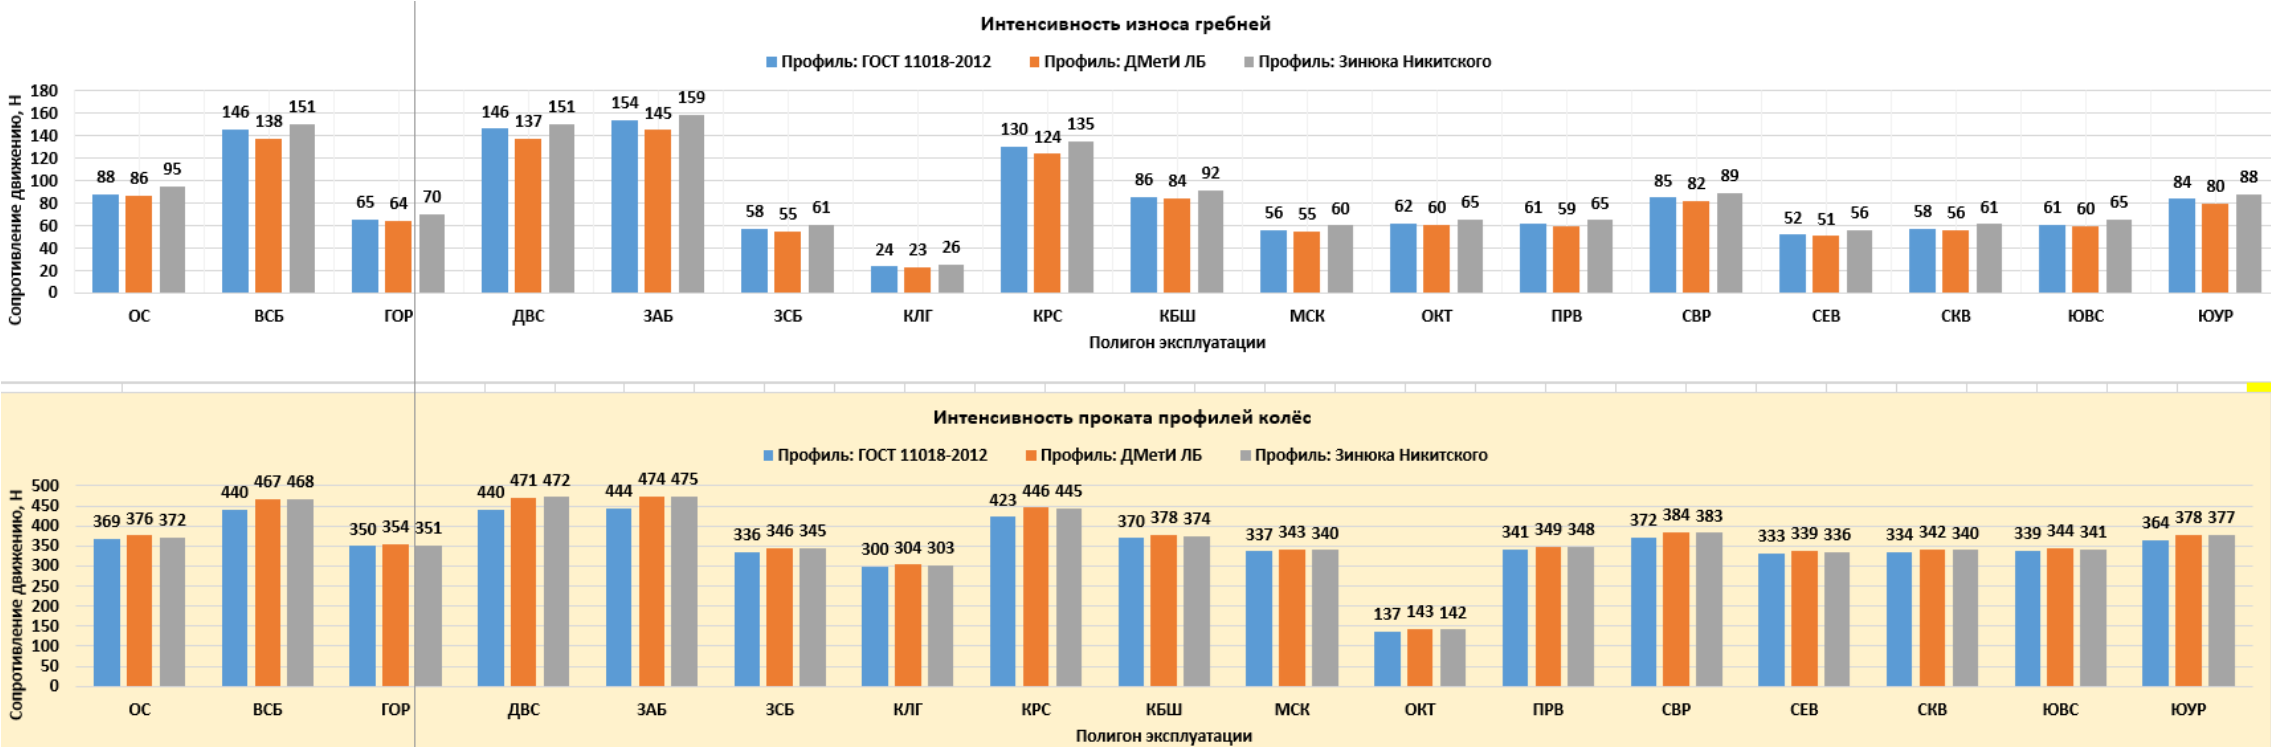 Интенсивность износа гребней
Профиль: ГОСТ 11018-2012 Профиль: ДМетИ ЛБ Профиль: Зинюка Никитского
Сопротивление движению, Н
180
160
140
120
100
80
60
40
20
0
88 86 95
146 138 151
65 64 70
146 137 151
154 145 159
58 55 61
24 23 26
130 124 135
86 84 92
56 55 60
62 60 65
61 59 65
85 82 89
52 51 56
58 56 61
61 60 65
84 80 88
ОС ВСБ ГОР ДВС ЗАБ ЗСБ КЛГ КРС КБШ МСК ОКТ ПРВ СВР СЕВ СКВ ЮВС ЮУР
Полигон эксплуатации
Интенсивность проката профилей колёс
Профиль: ГОСТ 11018-2012 Профиль: ДМетИ ЛБ Профиль: Зинюка Никитского
Сопротивление движению, Н
500
450
400
350
300
250
200
150
100
50
0
369 376 372
440 467 468
350 354 351
440 471 472
444 474 475
336 346 345
300 304 303
423 446 445
370 378 374
337 343 340
137 143 142
341 349 348
372 384 383
333 339 336
334 342 340
339 344 341
364 378 377
ОС ВСБ ГОР ДВС ЗАБ ЗСБ КЛГ КРС КБШ МСК ОКТ ПРВ СВР СЕВ СКВ ЮВС ЮУР
Полигон эксплуатации